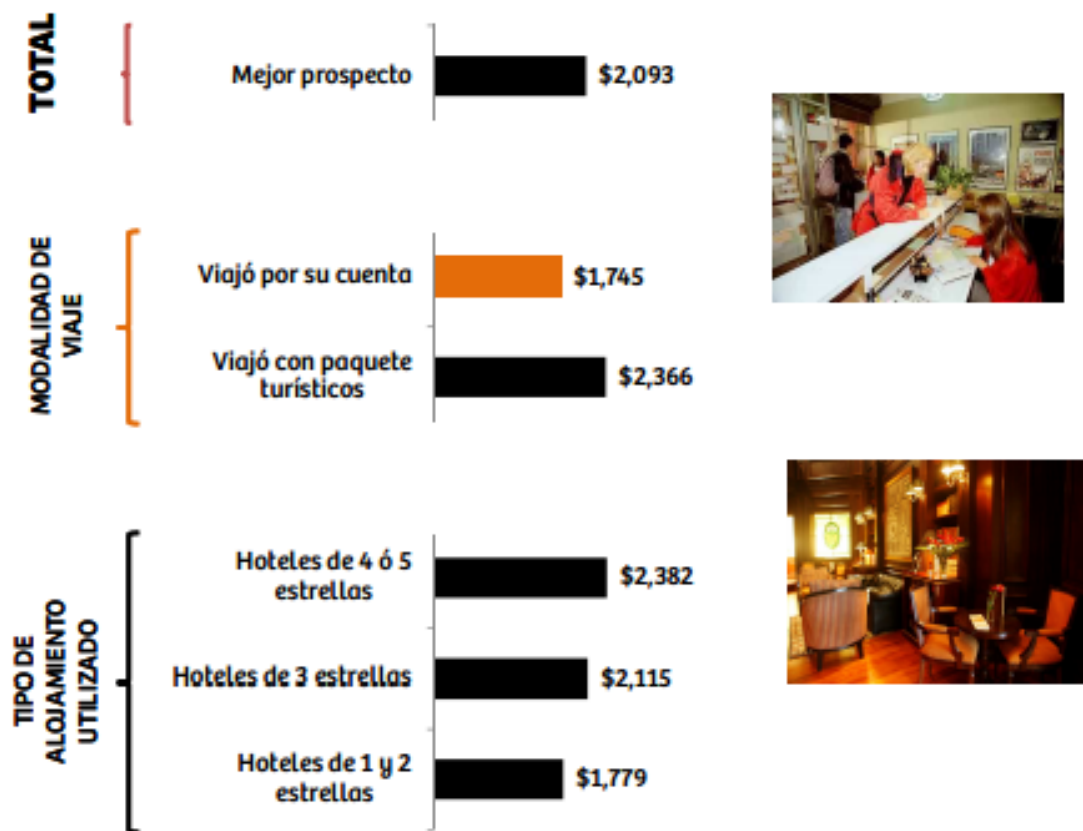 TOTAL
Mejor prospecto
$2,093
MODALIDAD DE
VIAJE
Viajó por su cuenta
$1,745
Viajó con paquete
turísticos
$2,366
TIPO DE
ALOJAMIENTO
UTILIZADO
Hoteles de 4 ó 5
estrellas
$2,382
Hoteles de 3 estrellas
$2,115
Hoteles de 1 y 2
estrellas
$1,779